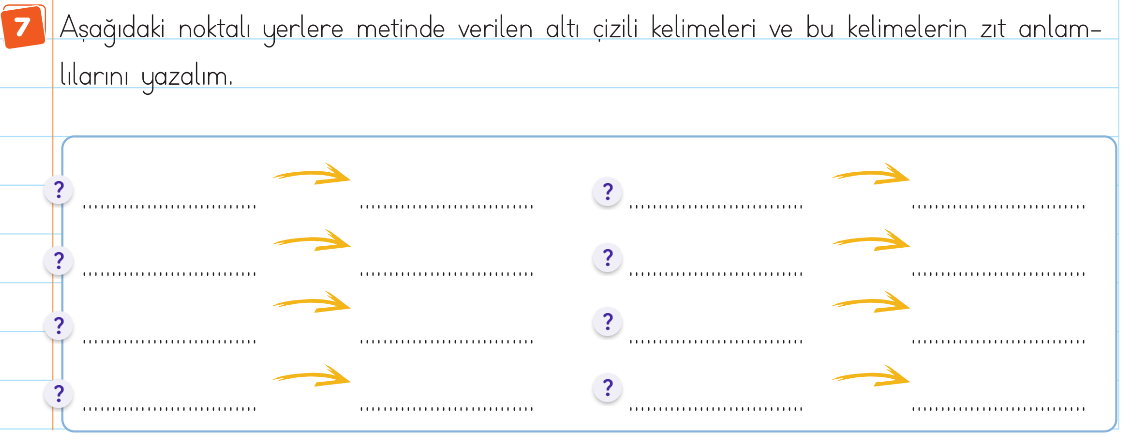 7
Aşağıdaki noktalı yerlere metinde verilen altı çizili kelimeleri ve bu kelimelerin zıt anlam-
lılarını yazalım.
? ........................................ ........................................ ? ........................................ ........................................
? ........................................ ........................................ ? ........................................ ........................................
? ........................................ ........................................ ? ........................................ ........................................
? ........................................ ........................................ ? ........................................ ........................................